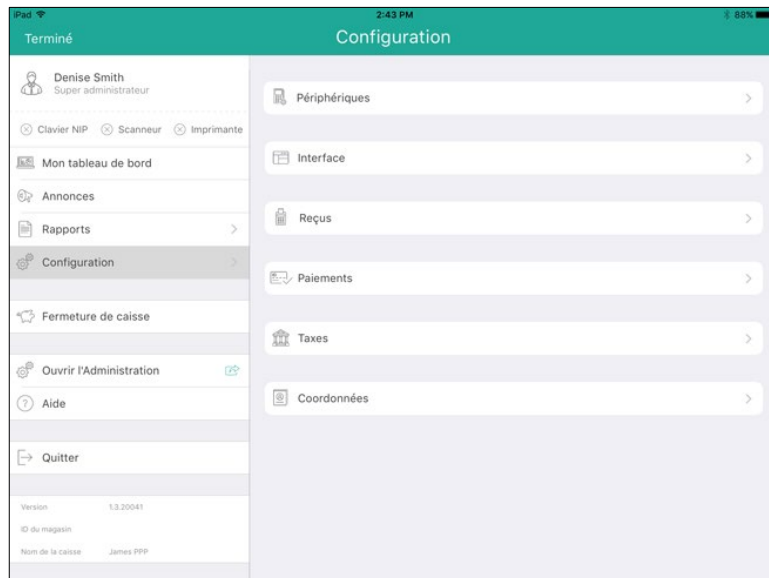 iPad 2:43 PM 88%
Terminé Configuration
Denise Smith
Super administrateur
Clavier NIP Scanneur Imprimante
Mon tableau de bord
Annonces
Rapports
Configuration
Fermeture de caisse
Ouvrir l'Administration
Aide
Quitter
Version 1.3.20041
ID du magasin
Nom de la caisse James PPP
Périphériques
Interface
Reçus
Paiements
Taxes
Coordonnées